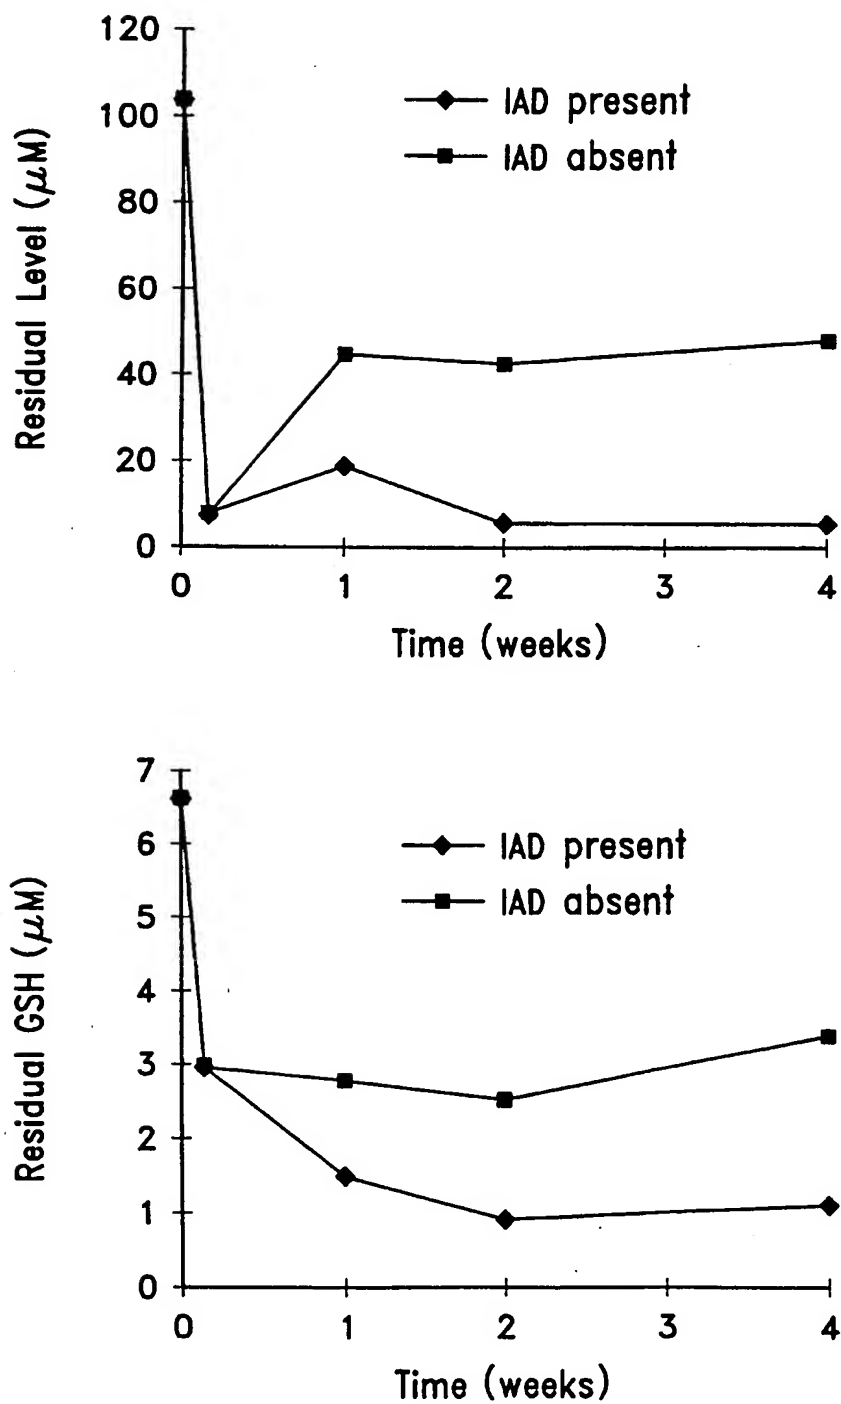 120
100
80
60
40
20
0
Residual Level (μM)
IAD present
IAD absent
0 1 2 3 4
Time (weeks)
7
6
5
4
3
2
1
0
Residual GSH (μM)
IAD present
IAD absent
0 1 2 3 4
Time (weeks)